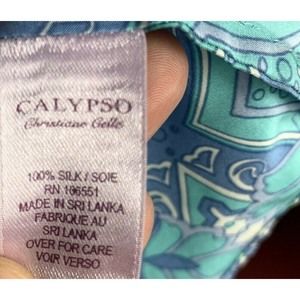 CALYPSO
Christiane Celle
100% SILK / SOIE
RN 106551
MADE IN SRI LANKA
FABRIQUE AU
SRI LANKA
OVER FOR CARE
VOIR VERSO